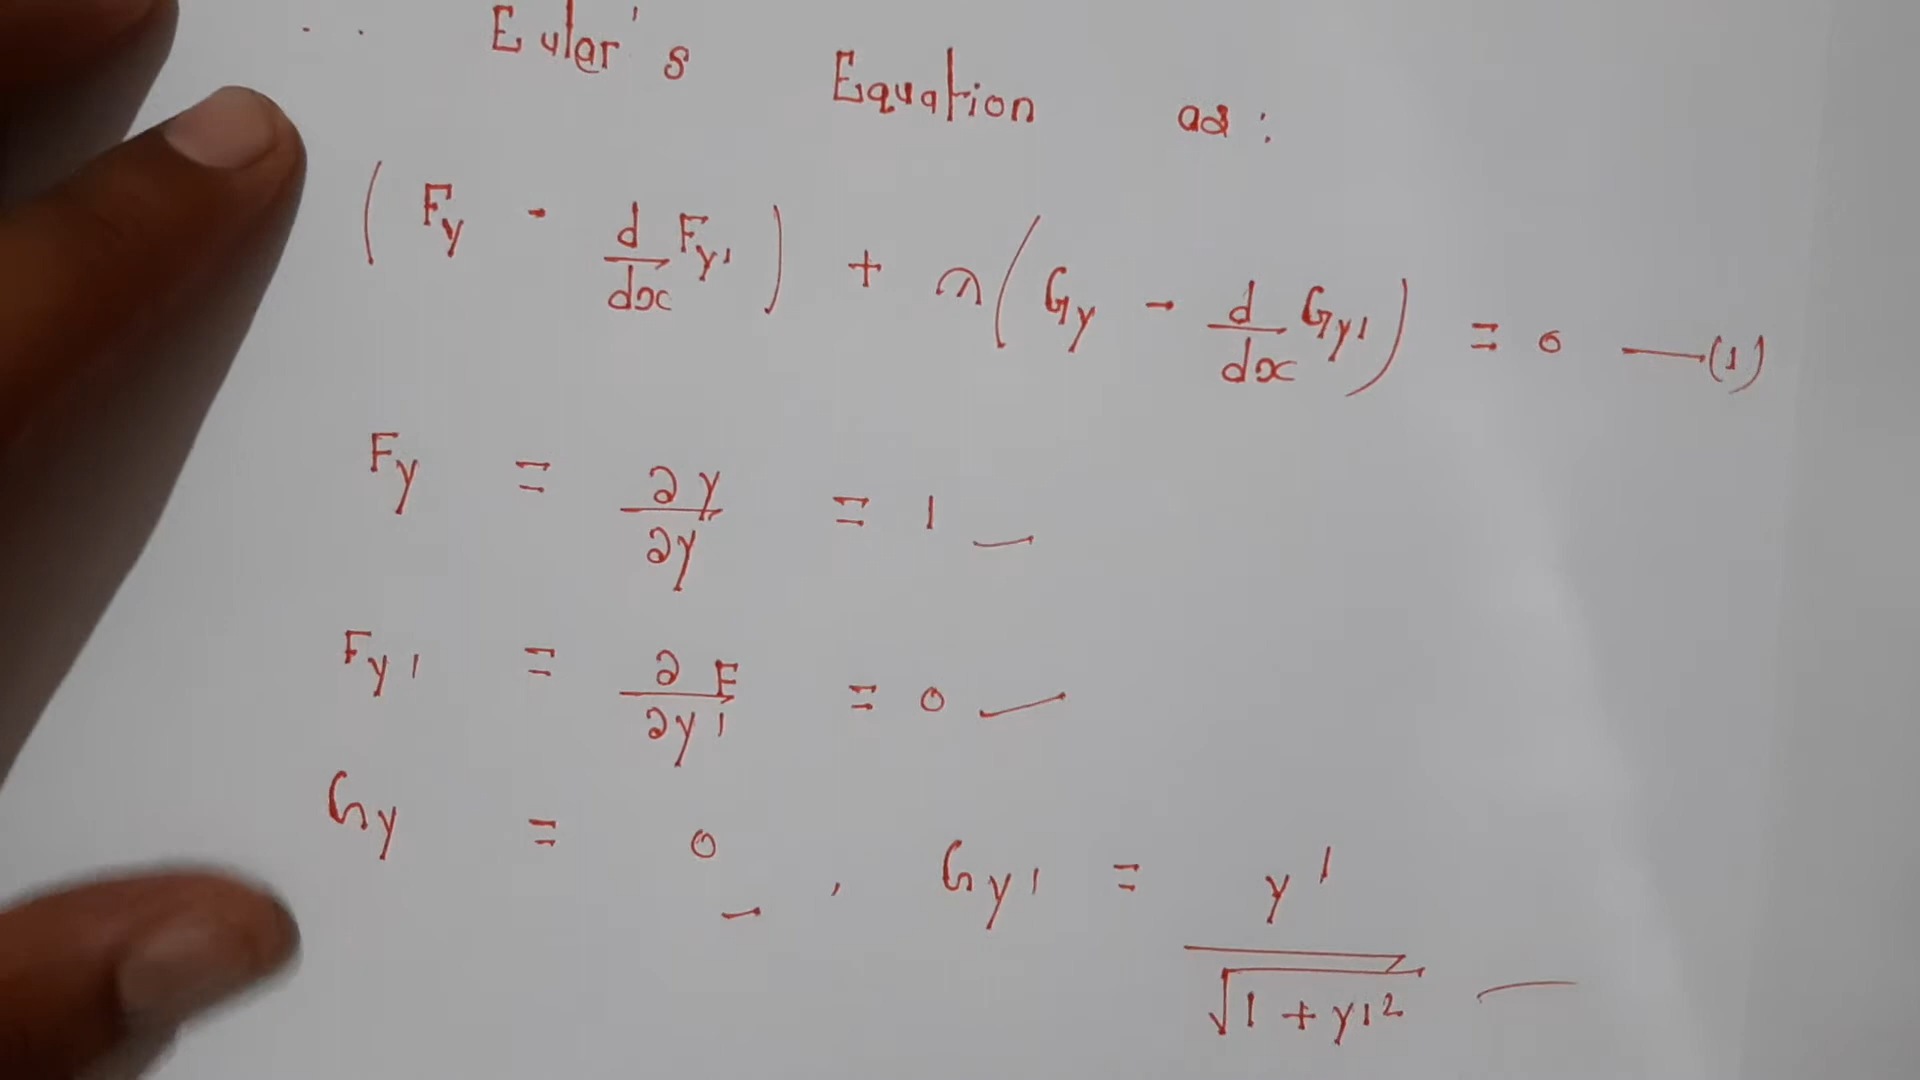 .. Euler's Equation as:
( Fy - d/dx Fy' ) + λ ( Gy - d/dx Gy' ) = 0 —(1)
Fy = ∂y/∂y = 1
Fy' = ∂F/∂y' = 0
Gy = 0 , Gy' = y'/√1+y'²